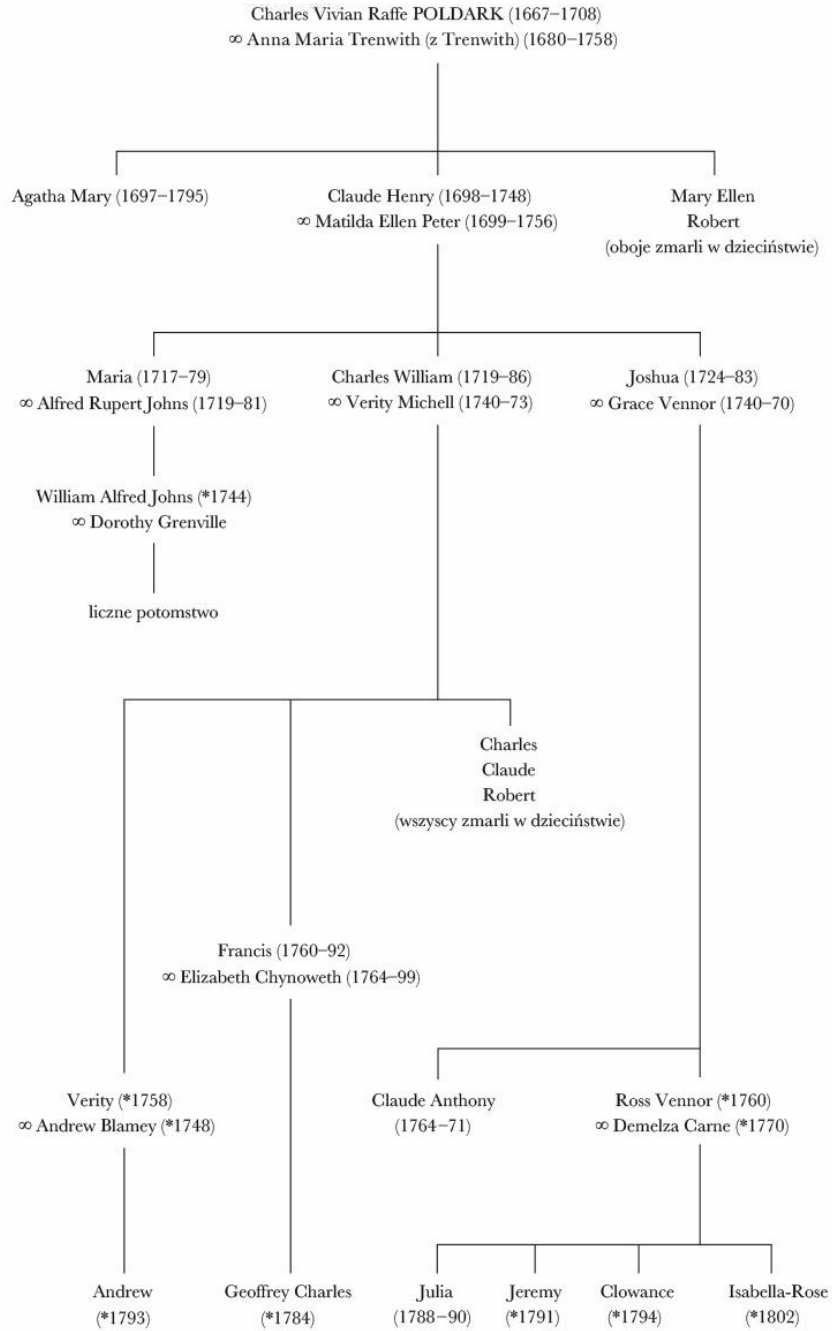 Charles Vivian Raffe POLDARK (1667–1708)
∞ Anna Maria Trenwith (z Trenwith) (1680–1758)
Agatha Mary (1697–1795)
Claude Henry (1698–1748)
∞ Matilda Ellen Peter (1699–1756)
Mary Ellen
Robert
(oboje zmarli w dzieciństwie)
Maria (1717–79)
∞ Alfred Rupert Johns (1719–81)
Charles William (1719–86)
∞ Verity Michell (1740–73)
Joshua (1724–83)
∞ Grace Vennor (1740–70)
William Alfred Johns (*1744)
∞ Dorothy Grenville
liczne potomstwo
Charles
Claude
Robert
(wszyscy zmarli w dzieciństwie)
Francis (1760–92)
∞ Elizabeth Chynoweth (1764–99)
Verity (*1758)
∞ Andrew Blamey (*1748)
Claude Anthony
(1764–71)
Ross Vennor (*1760)
∞ Demelza Carne (*1770)
Andrew
(*1793)
Geoffrey Charles
(*1784)
Julia
(1788–90)
Jeremy
(*1791)
Clowance
(*1794)
Isabella-Rose
(*1802)